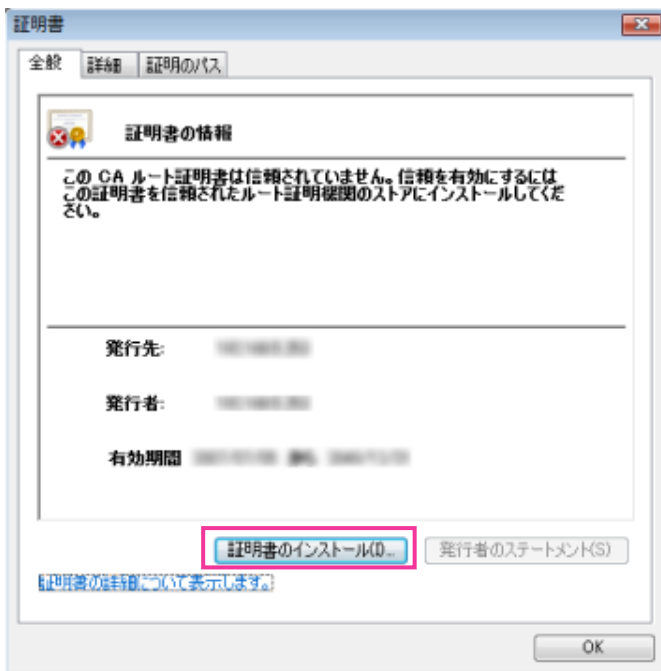 証明書
全般 詳細 証明のパス
証明書の情報
この CA ルート証明書は信頼されていません。信頼を有効にするには
この証明書を信頼されたルート証明機関のストアにインストールしてくだ
さい。
発行先:
発行者:
有効期間
証明書のインストール(I)... 発行者のステートメント(S)
証明書の詳細について表示します。
OK